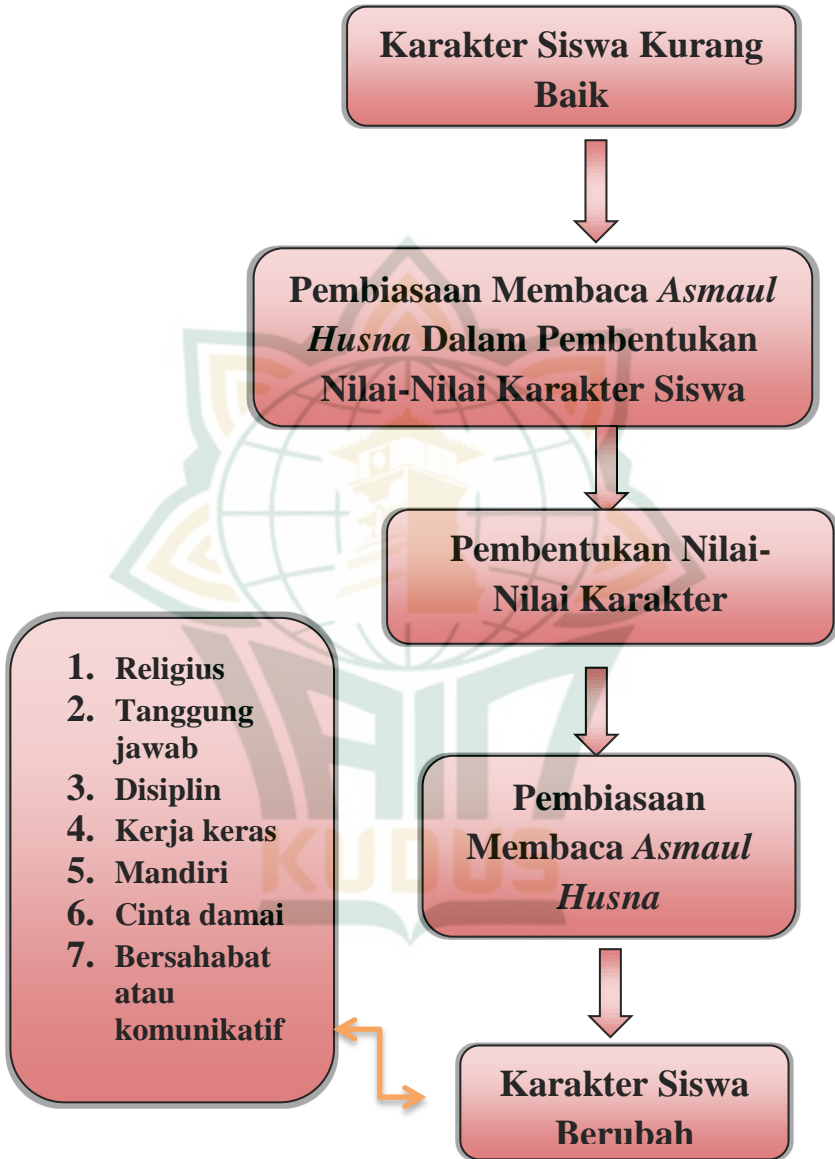 Karakter Siswa Kurang
Baik
Pembiasaan Membaca Asmaul
Husna Dalam Pembentukan
Nilai-Nilai Karakter Siswa
Pembentukan Nilai-
Nilai Karakter
1. Religius
2. Tanggung
jawab
3. Disiplin
4. Kerja keras
5. Mandiri
6. Cinta damai
7. Bersahabat
atau
komunikatif
Pembiasaan
Membaca Asmaul
Husna
Karakter Siswa
Berubah
IAIN
KUDUS